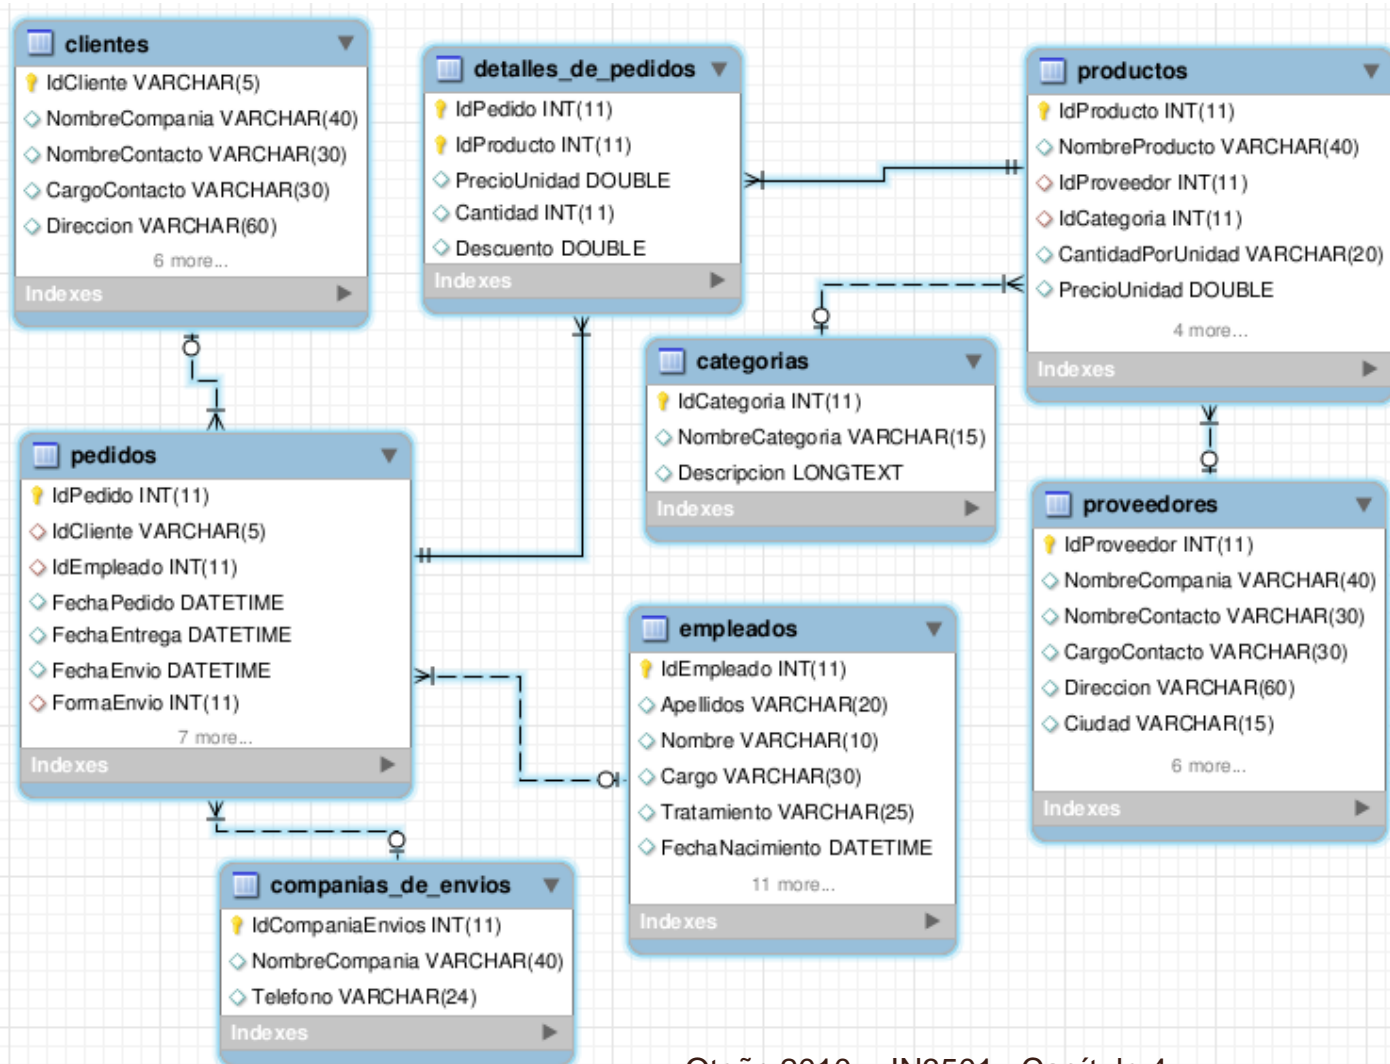 clientes
IdCliente VARCHAR(5)
NombreCompania VARCHAR(40)
NombreContacto VARCHAR(30)
CargoContacto VARCHAR(30)
Direccion VARCHAR(60)
6 more...
Indexes
detalles_de_pedidos
IdPedido INT(11)
IdProducto INT(11)
PrecioUnidad DOUBLE
Cantidad INT(11)
Descuento DOUBLE
Indexes
productos
IdProducto INT(11)
NombreProducto VARCHAR(40)
IdProveedor INT(11)
IdCategoria INT(11)
CantidadPorUnidad VARCHAR(20)
PrecioUnidad DOUBLE
4 more...
Indexes
categorias
IdCategoria INT(11)
NombreCategoria VARCHAR(15)
Descripcion LONGTEXT
Indexes
pedidos
IdPedido INT(11)
IdCliente VARCHAR(5)
IdEmpleado INT(11)
FechaPedido DATETIME
FechaEntrega DATETIME
FechaEnvio DATETIME
FormaEnvio INT(11)
7 more...
Indexes
proveedores
IdProveedor INT(11)
NombreCompania VARCHAR(40)
NombreContacto VARCHAR(30)
CargoContacto VARCHAR(30)
Direccion VARCHAR(60)
Ciudad VARCHAR(15)
6 more...
Indexes
empleados
IdEmpleado INT(11)
Apellidos VARCHAR(20)
Nombre VARCHAR(10)
Cargo VARCHAR(30)
Tratamiento VARCHAR(25)
FechaNacimiento DATETIME
11 more...
Indexes
companias_de_envios
IdCompaniaEnvios INT(11)
NombreCompania VARCHAR(40)
Telefono VARCHAR(24)
Indexes